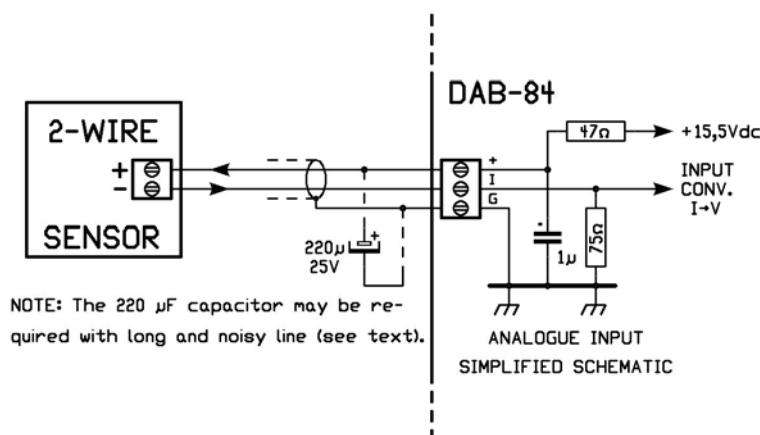 DAB-84
2-WIRE
+
-
SENSOR
+
I
G
47Ω
+15,5Vdc
INPUT
CONV.
I→V
75Ω
1µ
220µ
25V
+
NOTE: The 220 µF capacitor may be re-
quired with long and noisy line (see text).
ANALOGUE INPUT
SIMPLIFIED SCHEMATIC